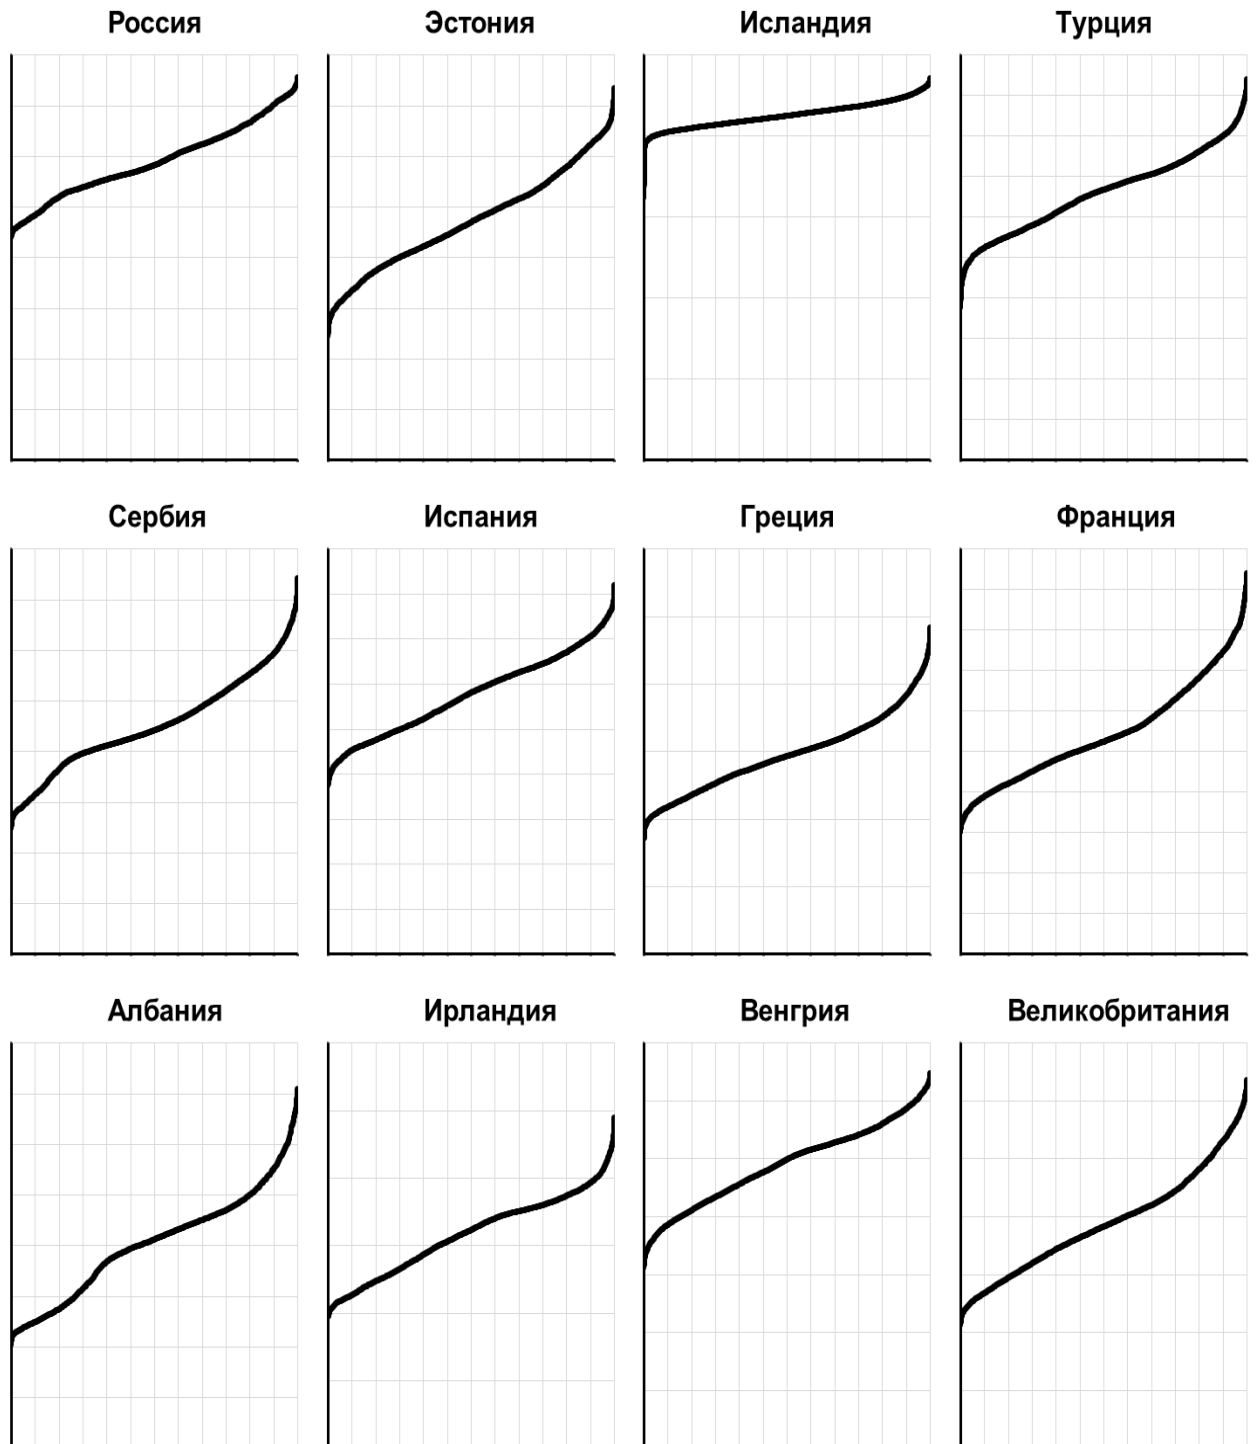 Россия
Эстония
Исландия
Турция
Сербия
Испания
Греция
Франция
Албания
Ирландия
Венгрия
Великобритания